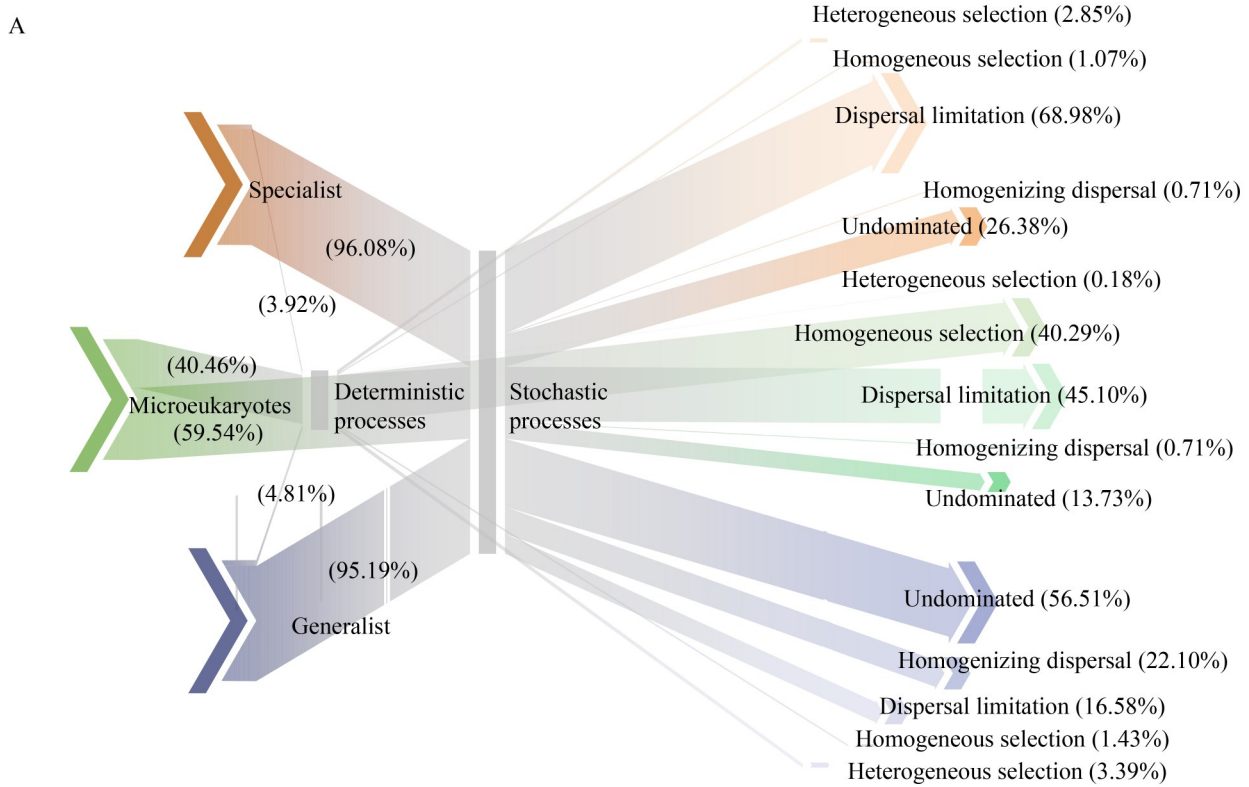 A
Heterogeneous selection (2.85%)
Homogeneous selection (1.07%)
Dispersal limitation (68.98%)
Homogenizing dispersal (0.71%)
Undominated (26.38%)
Specialist
(96.08%)
(3.92%)
Heterogeneous selection (0.18%)
Homogeneous selection (40.29%)
Dispersal limitation (45.10%)
Homogenizing dispersal (0.71%)
Undominated (13.73%)
(40.46%)
Microeukaryotes
(59.54%)
Deterministic
processes
Stochastic
processes
(4.81%)
(95.19%)
Generalist
Undominated (56.51%)
Homogenizing dispersal (22.10%)
Dispersal limitation (16.58%)
Homogeneous selection (1.43%)
Heterogeneous selection (3.39%)